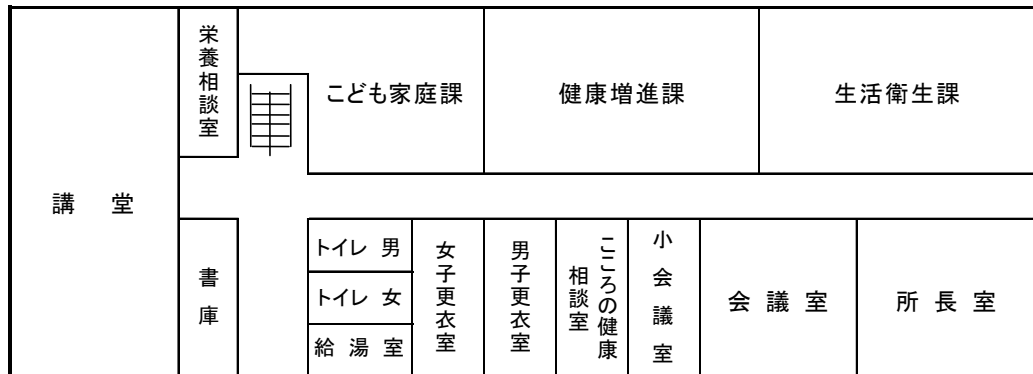 栄養相談室
こども家庭課
健康増進課
生活衛生課
講 堂
書庫
トイレ 男
トイレ 女
給 湯 室
女子更衣室
男子更衣室
こころの健康
相談室
小会議室
会 議 室
所 長 室